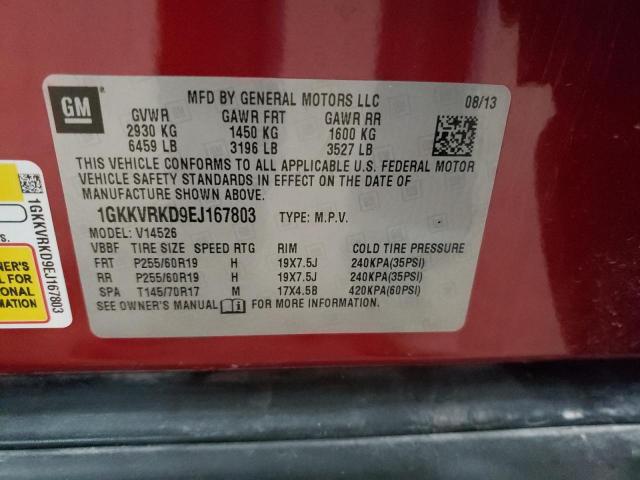 GM
MFD BY GENERAL MOTORS LLC 08/13
GVWR GAWR FRT GAWR RR
2930 KG 1450 KG 1600 KG
6459 LB 3196 LB 3527 LB
THIS VEHICLE CONFORMS TO ALL APPLICABLE U.S. FEDERAL MOTOR
VEHICLE SAFETY STANDARDS IN EFFECT ON THE DATE OF
MANUFACTURE SHOWN ABOVE.
1GKKVRKD9EJ167803 TYPE: M.P.V.
MODEL: V14526
VBBF TIRE SIZE SPEED RTG RIM COLD TIRE PRESSURE
FRT P255/60R19 H 19X7.5J 240KPA(35PSI)
RR P255/60R19 H 19X7.5J 240KPA(35PSI)
SPA T145/70R17 M 17X4.5B 420KPA(60PSI)
SEE OWNER'S MANUAL FOR MORE INFORMATION
1GKKVRKD9EJ167803
S.
NER'S
FOR
ONAL
MATION